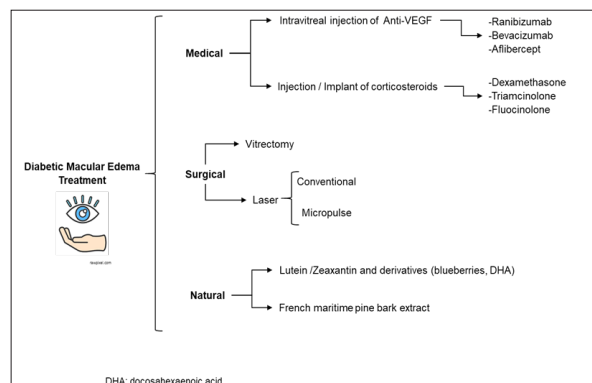 Diabetic Macular Edema
Treatment
Medical
Intravitreal injection of Anti-VEGF
-Ranibizumab
-Bevacizumab
-Aflibercept
Injection / Implant of corticosteroids
-Dexamethasone
-Triamcinolone
-Fluocinolone
Surgical
Vitrectomy
Laser
Conventional
Micropulse
Natural
Lutein /Zeaxantin and derivatives (blueberries, DHA)
French maritime pine bark extract
DHA: docosahexaenoic acid